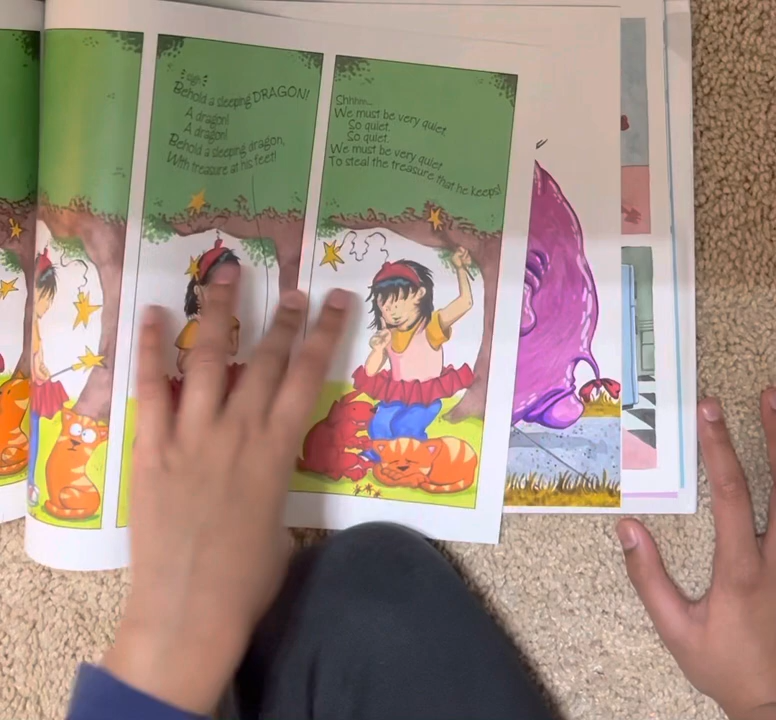 Behold a sleeping DRAGON!
A dragon!
A dragon!
Behold a sleeping dragon,
With treasure at his feet!
Shhhh...
We must be very quiet
So quiet.
So quiet.
We must be very quiet
To steal the treasure that he keeps!